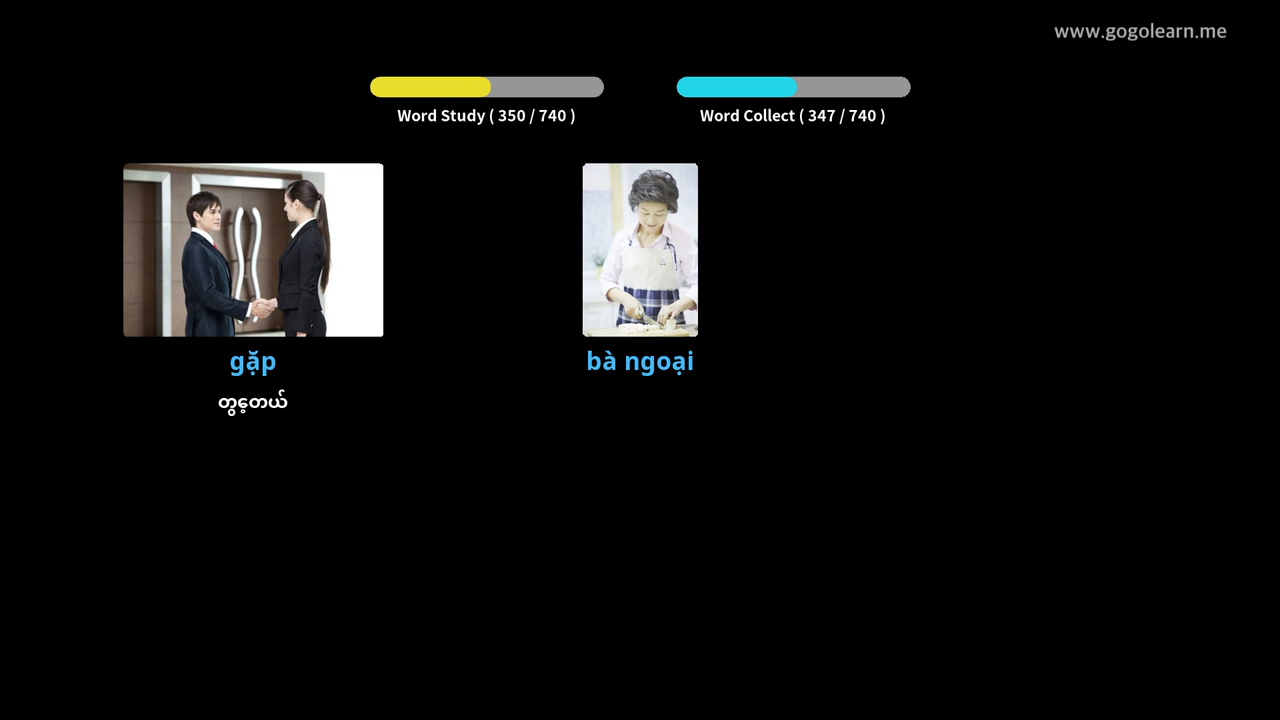 www.gogolearn.me
Word Study ( 350 / 740 )
Word Collect ( 347 / 740 )
gặp
bà ngoại
တွေ့တယ်